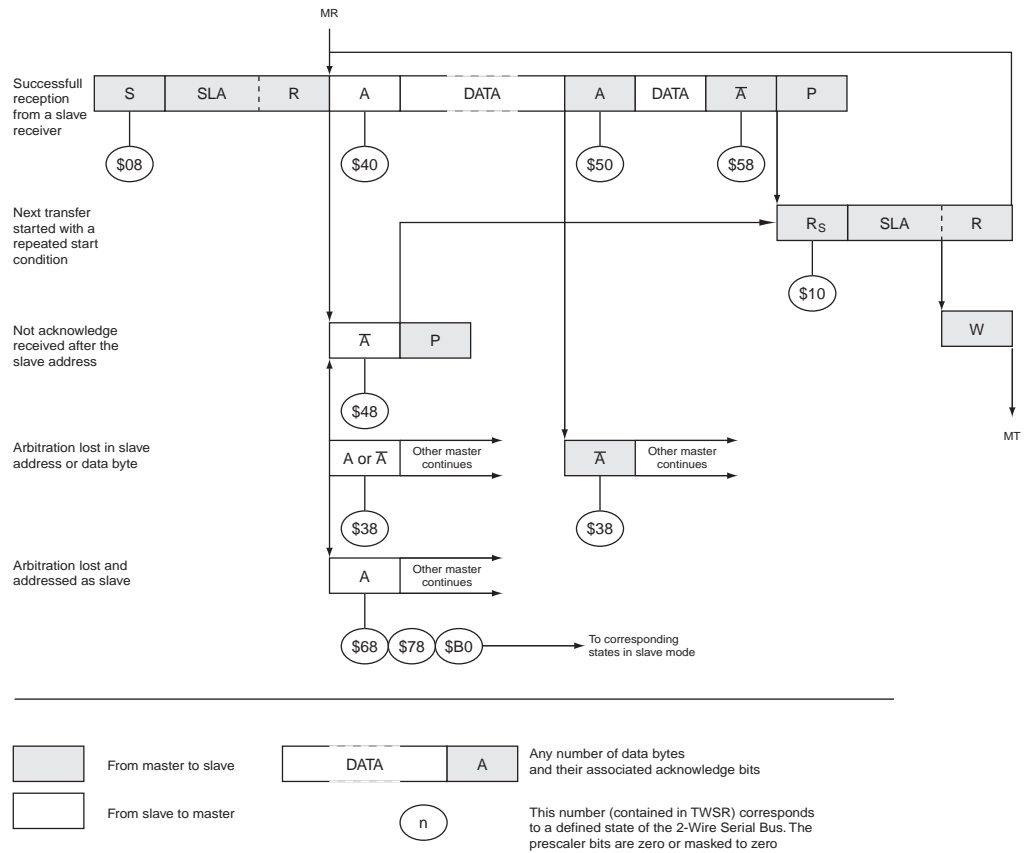 MR
Successfull
reception
from a slave
receiver
S SLA R A DATA A DATA A̅ P
$08 $40 $50 $58
Next transfer
started with a
repeated start
condition
RS SLA R
$10
W
MT
Not acknowledge
received after the
slave address
A̅ P
$48
Arbitration lost in slave
address or data byte
A or A̅
Other master
continues
A̅
Other master
continues
$38 $38
Arbitration lost and
addressed as slave
A
Other master
continues
$68 $78 $B0
To corresponding
states in slave mode
From master to slave
DATA A
Any number of data bytes
and their associated acknowledge bits
From slave to master
n
This number (contained in TWSR) corresponds
to a defined state of the 2-Wire Serial Bus. The
prescaler bits are zero or masked to zero